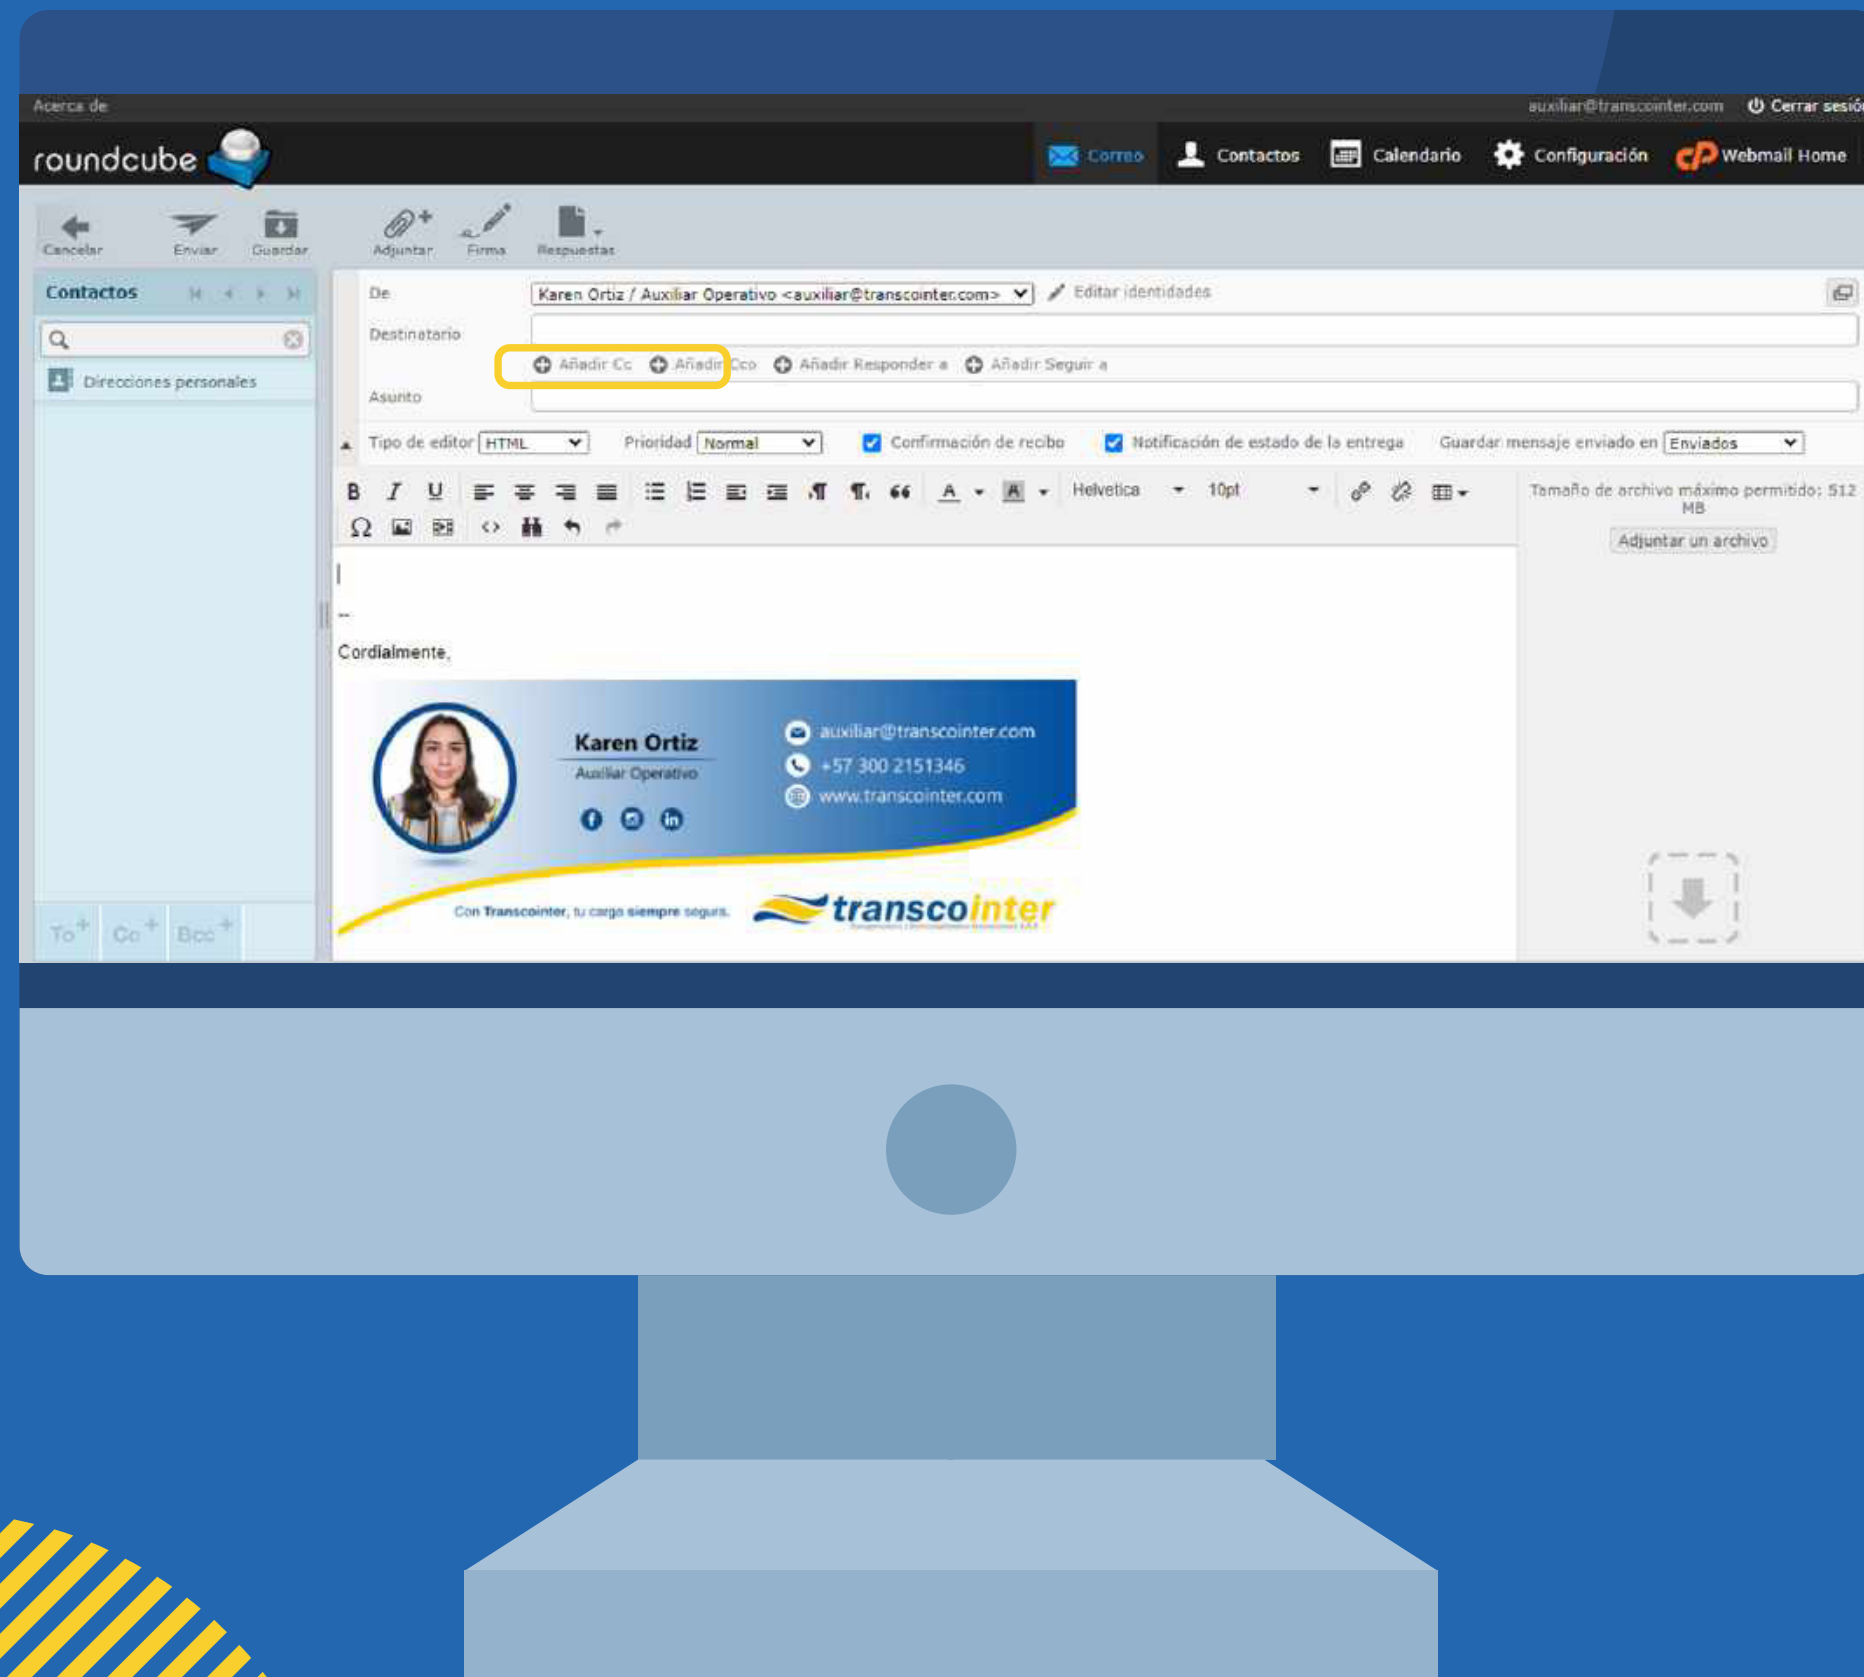 Acerca de
auxiliar@transcointer.com Cerrar sesión
roundcube
Correo Contactos Calendario Configuración cP Webmail Home
Cancelar Enviar Guardar Adjuntar Firma Respuestas
Contactos
De Karen Ortiz / Auxiliar Operativo <auxiliar@transcointer.com> Editar identidades
Destinatario
Añadir Cc Añadir Cco Añadir Responder a Añadir Seguir a
Direcciones personales
Asunto
Tipo de editor HTML Prioridad Normal Confirmación de recibo Notificación de estado de la entrega Guardar mensaje enviado en Enviados
B I U A A Helvetica 10pt
Ω
Tamaño de archivo máximo permitido: 512
MB
Adjuntar un archivo
--
Cordialmente,
Karen Ortiz
Auxiliar Operativo
auxiliar@transcointer.com
+57 300 2151346
www.transcointer.com
Con Transcointer, tu carga siempre segura.
transcointer
To+ Cc+ Bcc+